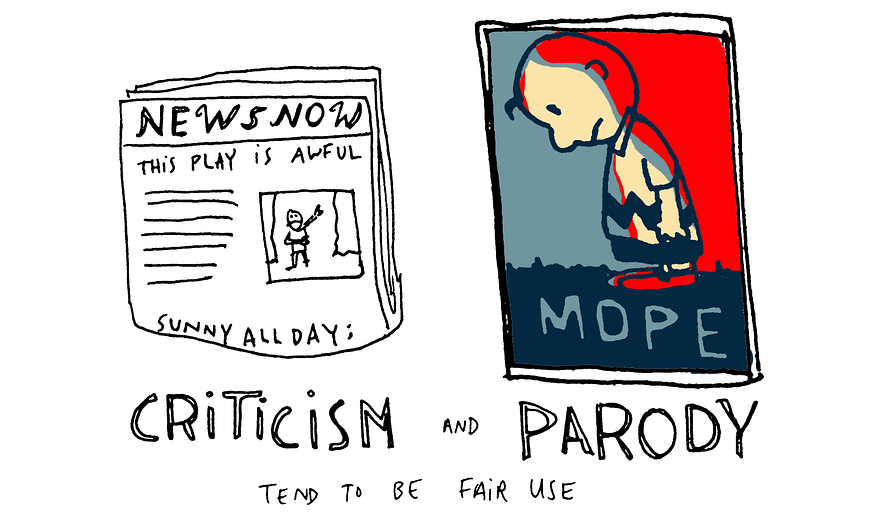 NEWSNOW
THIS PLAY IS AWFUL
SUNNY ALL DAY;
MOPE
CRITICISM AND PARODY
TEND TO BE FAIR USE